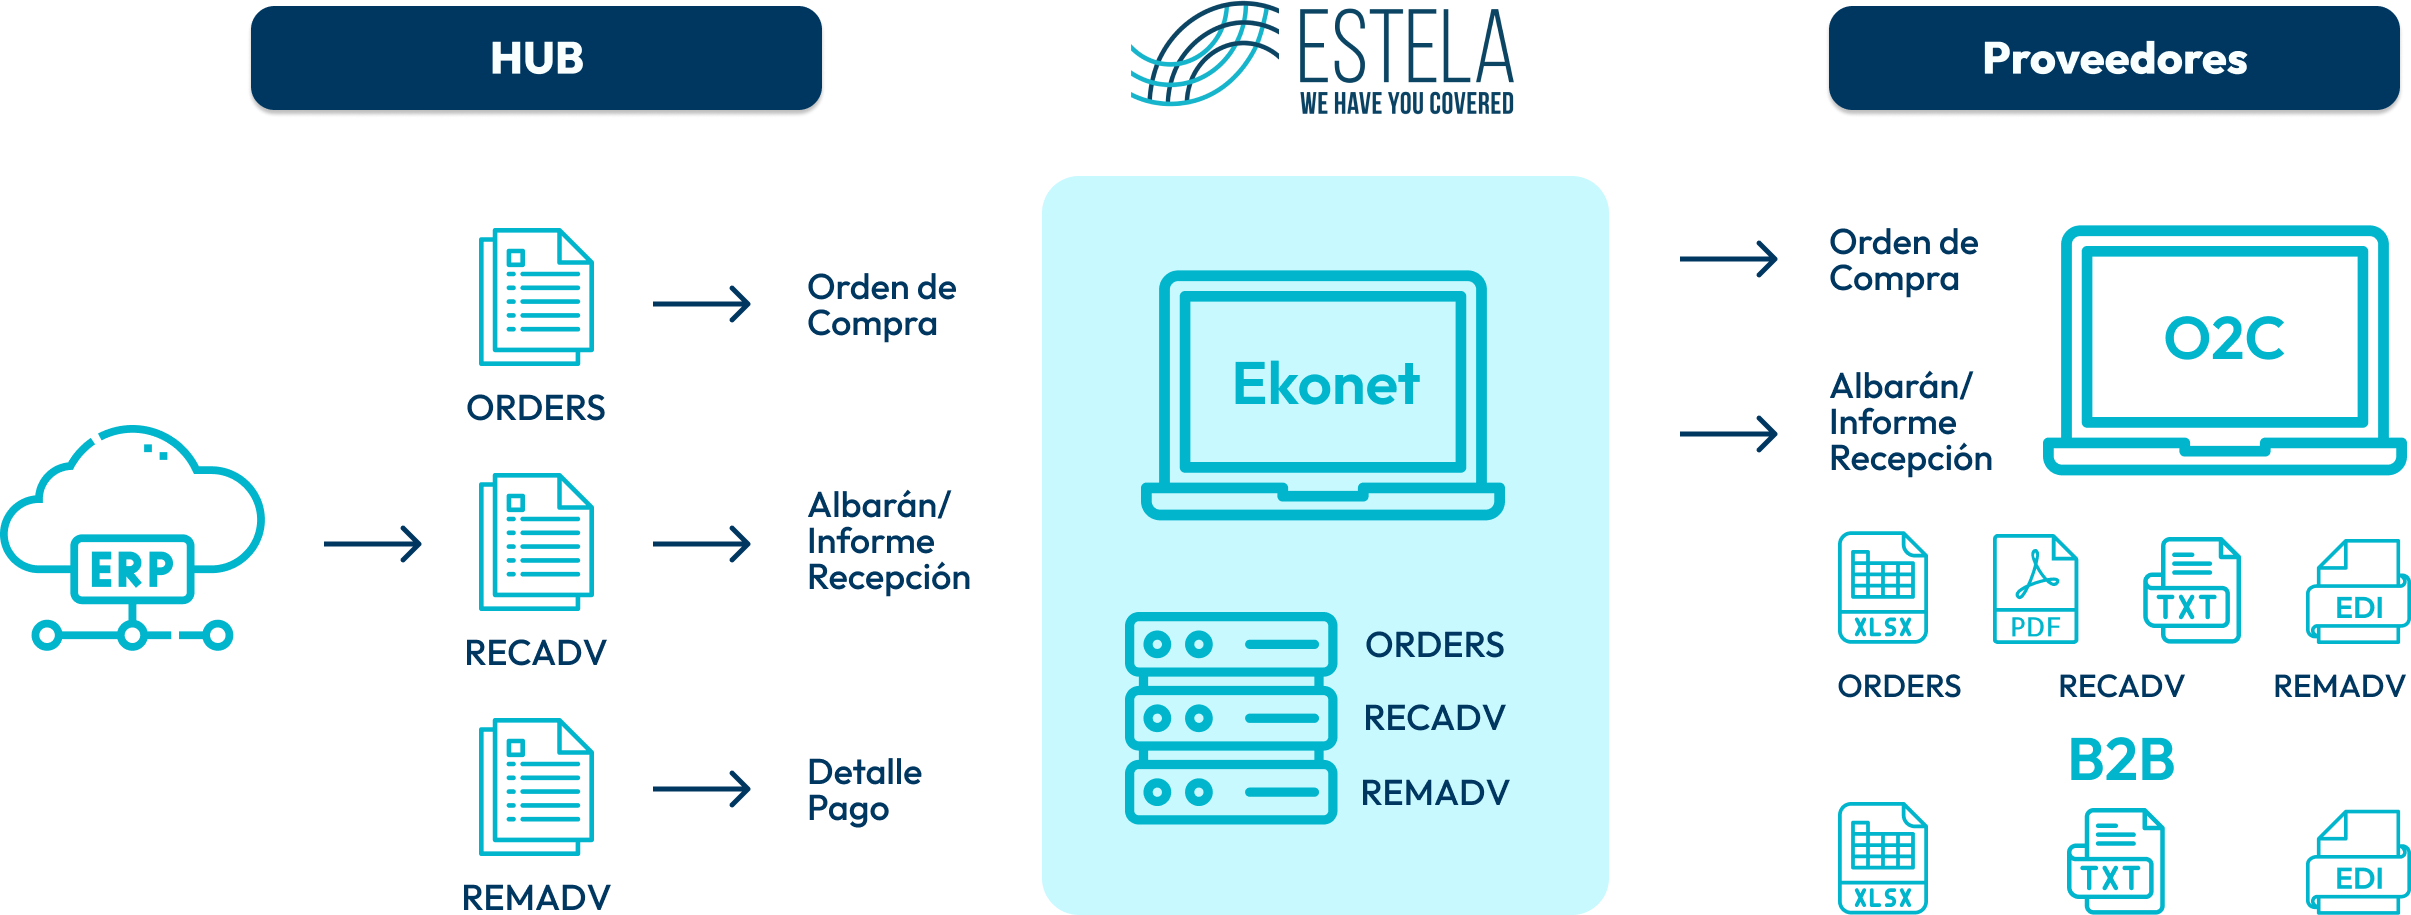 HUB
ESTELA
WE HAVE YOU COVERED
Proveedores
ERP
ORDERS
Orden de
Compra
RECADV
Albarán/
Informe
Recepción
REMADV
Detalle
Pago
Ekonet
ORDERS
RECADV
REMADV
Orden de
Compra
Albarán/
Informe
Recepción
O2C
XLSX
PDF
TXT
EDI
ORDERS
RECADV
REMADV
B2B
XLSX
TXT
EDI